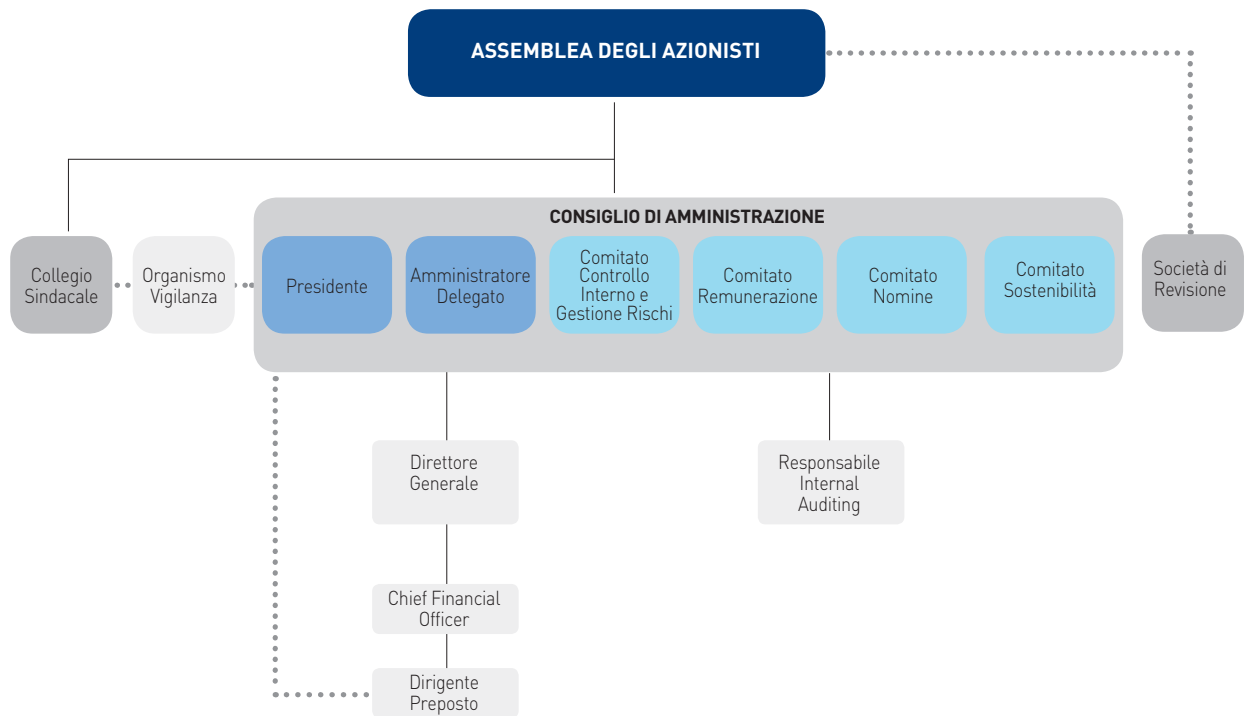 ASSEMBLEA DEGLI AZIONISTI
CONSIGLIO DI AMMINISTRAZIONE
Collegio
Sindacale
Organismo
Vigilanza
Presidente
Amministratore
Delegato
Comitato
Controllo
Interno e
Gestione Rischi
Comitato
Remunerazione
Comitato
Nomine
Comitato
Sostenibilità
Società di
Revisione
Direttore
Generale
Responsabile
Internal
Auditing
Chief Financial
Officer
Dirigente
Preposto